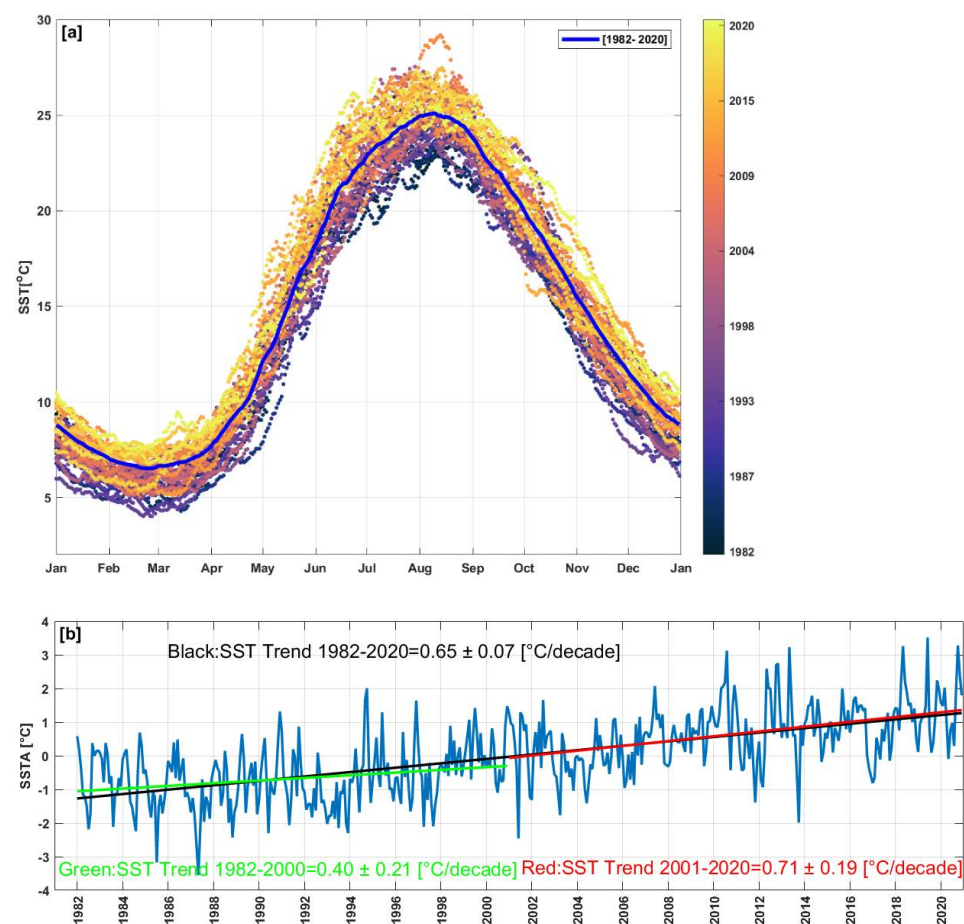 [a]
[1982- 2020]
30
25
20
15
10
5
SST[°C]
Jan Feb Mar Apr May Jun Jul Aug Sep Oct Nov Dec Jan
2020
2015
2009
2004
1998
1993
1987
1982
[b]
Black:SST Trend 1982-2020=0.65 ± 0.07 [°C/decade]
4
3
2
1
0
-1
-2
-3
-4
SSTA [°C]
Green:SST Trend 1982-2000=0.40 ± 0.21 [°C/decade]
Red:SST Trend 2001-2020=0.71 ± 0.19 [°C/decade]
1982 1984 1986 1988 1990 1992 1994 1996 1998 2000 2002 2004 2006 2008 2010 2012 2014 2016 2018 2020